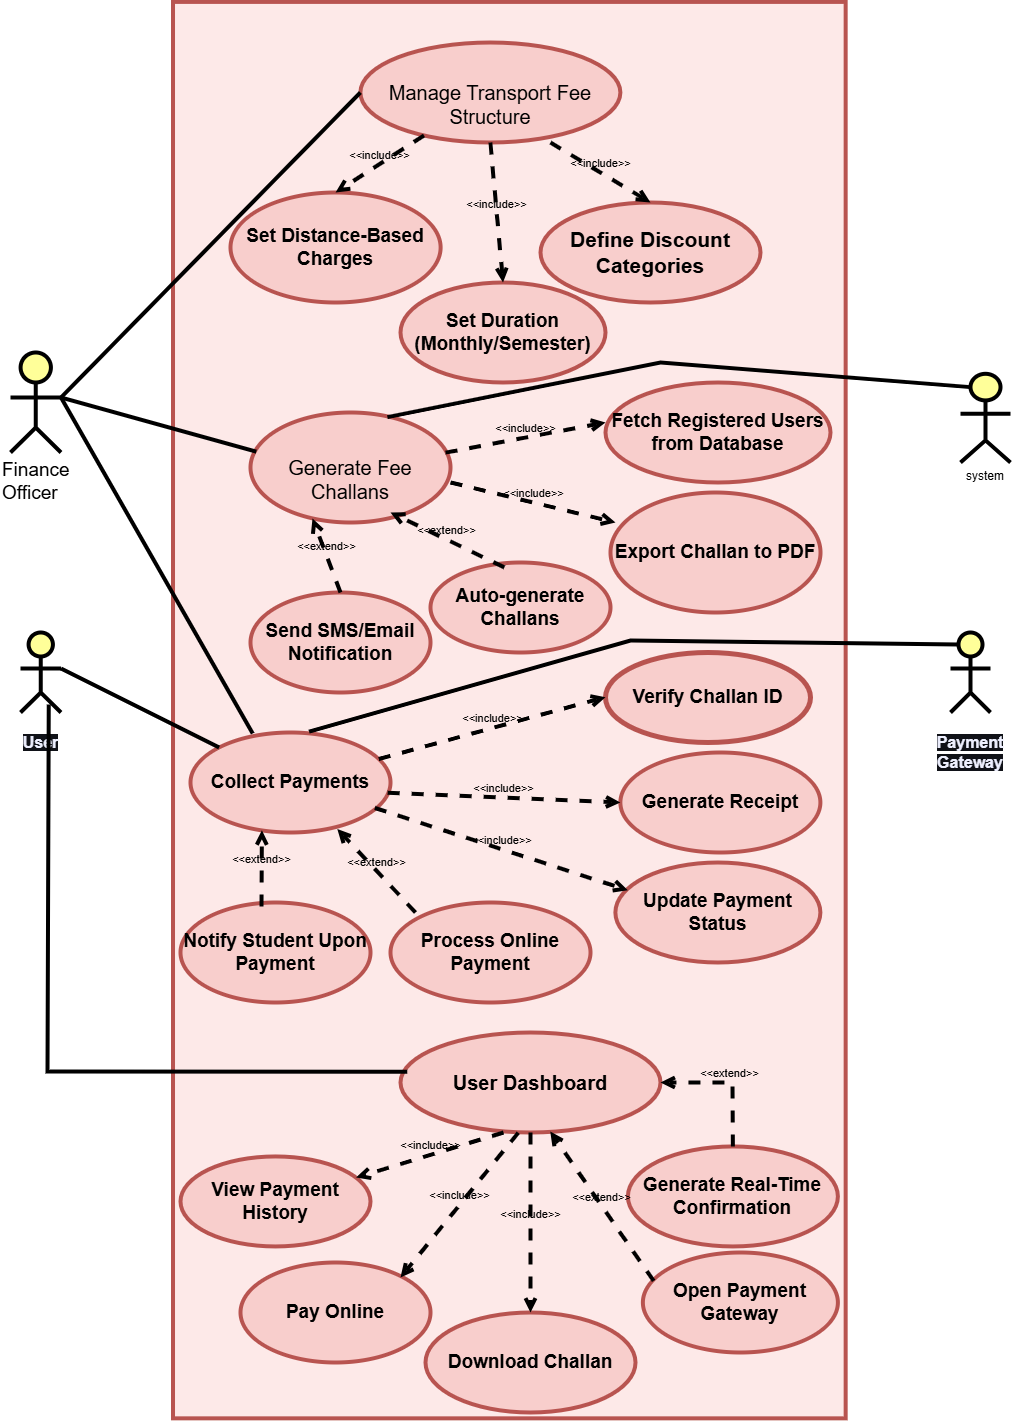 Manage Transport Fee
Structure
<<include>>
<<include>>
<<include>>
Set Distance-Based
Charges
Define Discount
Categories
Set Duration
(Monthly/Semester)
Finance
Officer
system
Generate Fee
Challans
<<include>>
Fetch Registered Users
from Database
<<include>>
Export Challan to PDF
<<extend>>
<<extend>>
Auto-generate
Challans
Send SMS/Email
Notification
User
Payment
Gateway
Collect Payments
<<include>>
Verify Challan ID
<<include>>
Generate Receipt
<<include>>
Update Payment
Status
<<extend>>
<<extend>>
Notify Student Upon
Payment
Process Online
Payment
User Dashboard
<<extend>>
<<include>>
<<include>>
<<include>>
<<extend>>
View Payment
History
Generate Real-Time
Confirmation
Pay Online
Open Payment
Gateway
Download Challan